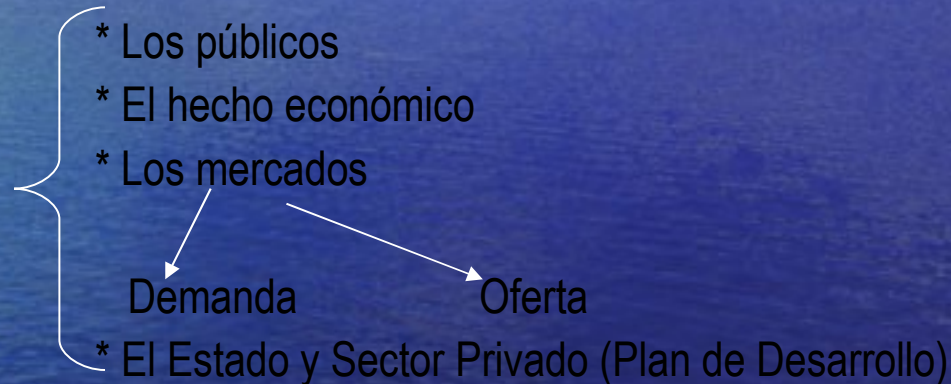 * Los públicos
* El hecho económico
* Los mercados
Demanda Oferta
* El Estado y Sector Privado (Plan de Desarrollo)